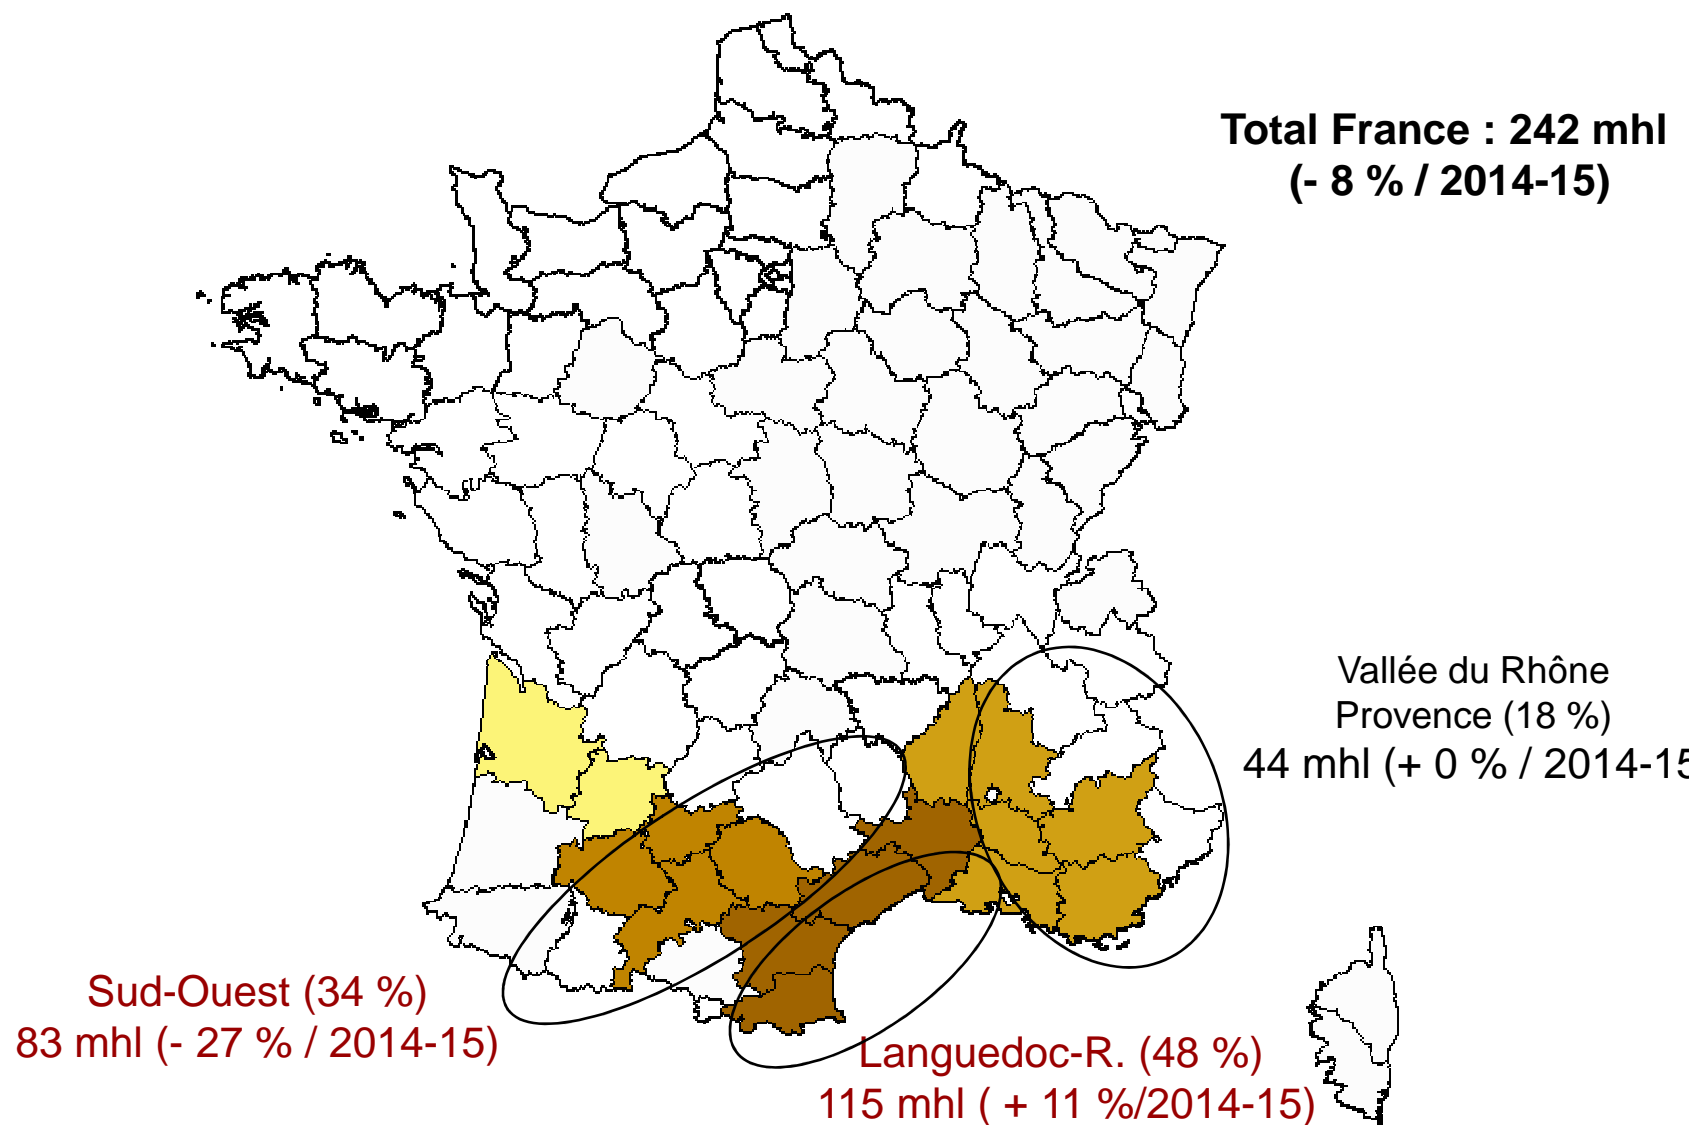 Total France : 242 mhl
(- 8 % / 2014-15)
Vallée du Rhône
Provence (18 %)
44 mhl (+ 0 % / 2014-15
Sud-Ouest (34 %)
83 mhl (- 27 % / 2014-15)
Languedoc-R. (48 %)
115 mhl ( + 11 %/2014-15)